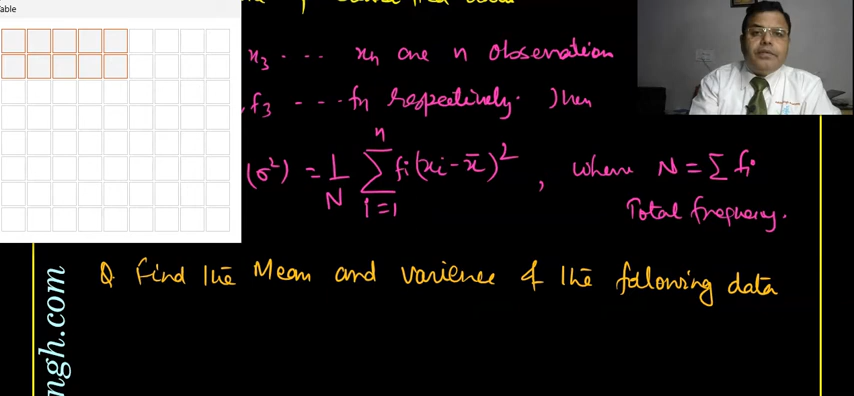 Table
x₃ ... xₙ are n observation
f₃ ... fₙ respectively. Then
(σ²) = 1/N Σ i=1 n fi(xi - x̄)², where N = Σ fi
Total frequency.
Q Find the Mean and varience of the following data
ngh.com